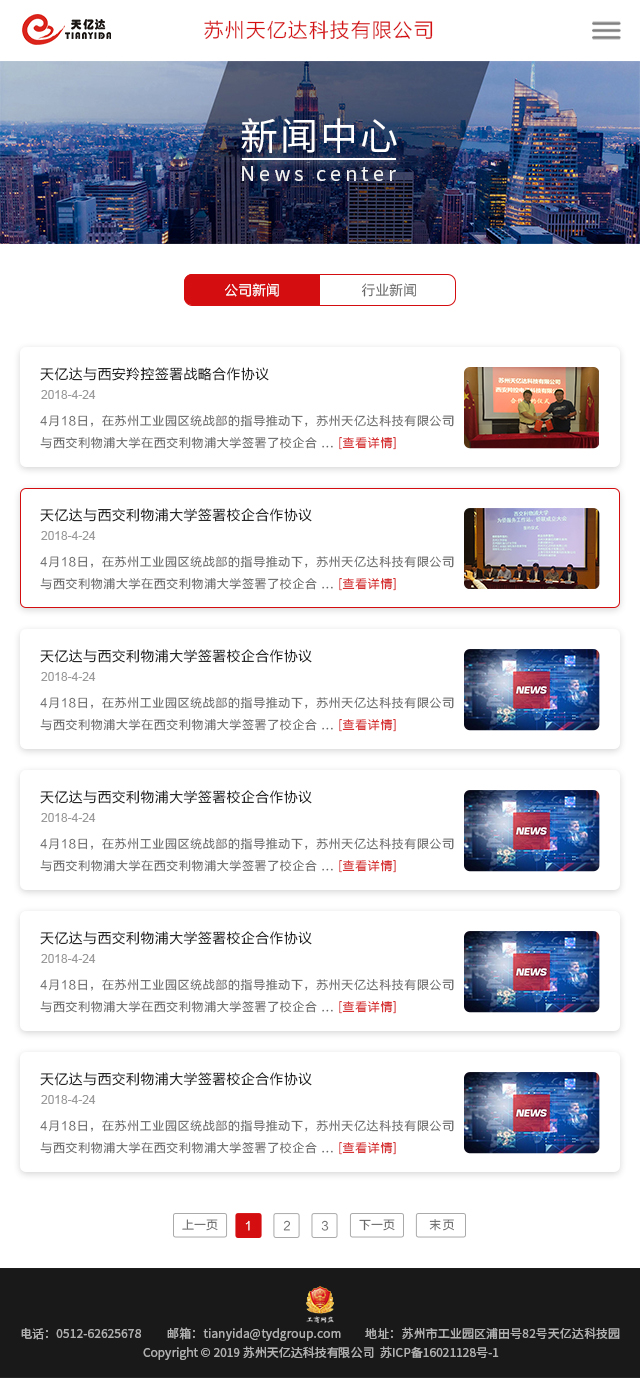 天亿达
TIANYIDA
苏州天亿达科技有限公司
新闻中心
News center
公司新闻
行业新闻
天亿达与西安羚控签署战略合作协议
2018-4-24
4月18日，在苏州工业园区统战部的指导推动下，苏州天亿达科技有限公司
与西交利物浦大学在西交利物浦大学签署了校企合 ... [查看详情]
苏州天亿达科技有限公司
天亿达与西交利物浦大学签署校企合作协议
2018-4-24
4月18日，在苏州工业园区统战部的指导推动下，苏州天亿达科技有限公司
与西交利物浦大学在西交利物浦大学签署了校企合 ... [查看详情]
西交利物浦大学
天亿达与西交利物浦大学签署校企合作协议
2018-4-24
4月18日，在苏州工业园区统战部的指导推动下，苏州天亿达科技有限公司
与西交利物浦大学在西交利物浦大学签署了校企合 ... [查看详情]
NEWS
天亿达与西交利物浦大学签署校企合作协议
2018-4-24
4月18日，在苏州工业园区统战部的指导推动下，苏州天亿达科技有限公司
与西交利物浦大学在西交利物浦大学签署了校企合 ... [查看详情]
NEWS
天亿达与西交利物浦大学签署校企合作协议
2018-4-24
4月18日，在苏州工业园区统战部的指导推动下，苏州天亿达科技有限公司
与西交利物浦大学在西交利物浦大学签署了校企合 ... [查看详情]
NEWS
天亿达与西交利物浦大学签署校企合作协议
2018-4-24
4月18日，在苏州工业园区统战部的指导推动下，苏州天亿达科技有限公司
与西交利物浦大学在西交利物浦大学签署了校企合 ... [查看详情]
NEWS
上一页 1 2 3 下一页 末页
工商网监
电话：0512-62625678 邮箱：tianyida@tydgroup.com 地址：苏州市工业园区浦田号82号天亿达科技园
Copyright © 2019 苏州天亿达科技有限公司 苏ICP备16021128号-1